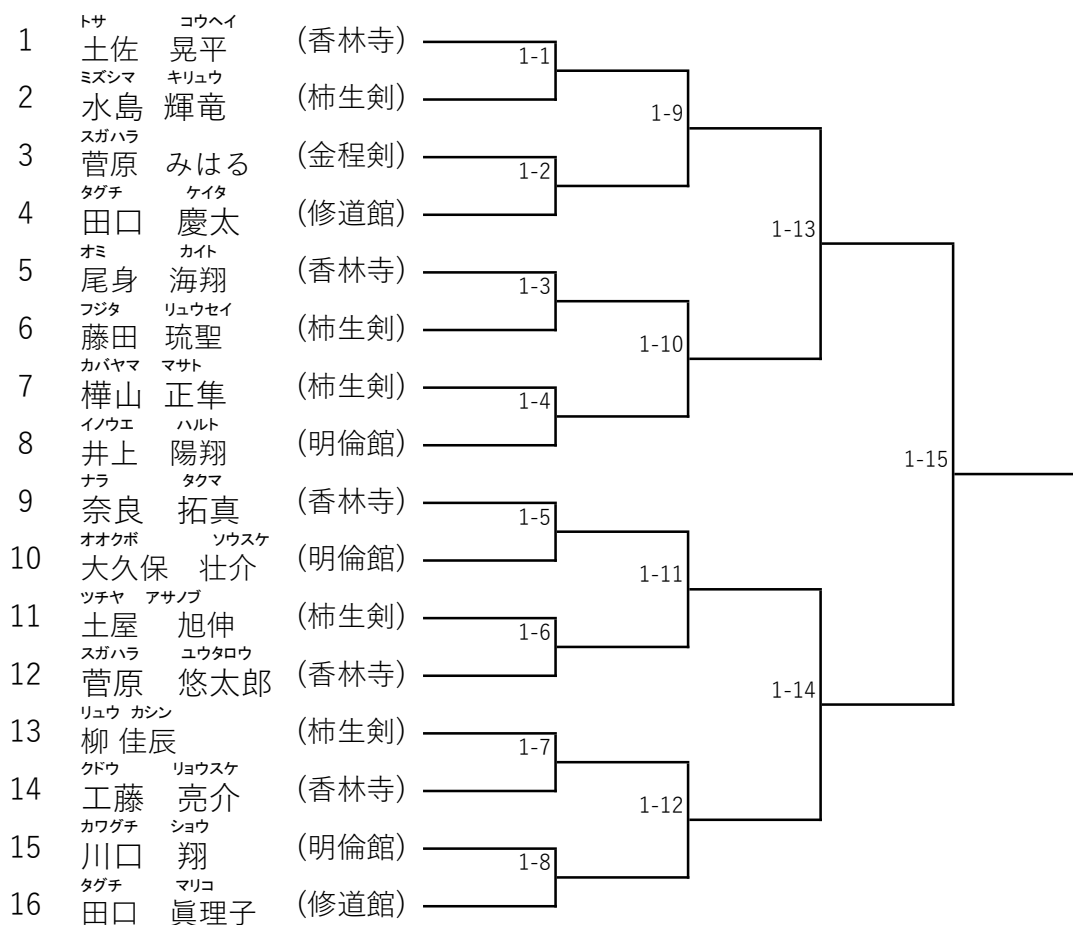 トサ コウヘイ
1 土佐 晃平 (香林寺)
1-1
ミズシマ キリュウ
2 水島 輝竜 (柿生剣)
1-9
スガハラ
3 菅原 みはる (金程剣)
1-2
タグチ ケイタ
4 田口 慶太 (修道館)
1-13
オミ カイト
5 尾身 海翔 (香林寺)
1-3
フジタ リュウセイ
6 藤田 琉聖 (柿生剣)
1-10
カバヤマ マサト
7 樺山 正隼 (柿生剣)
1-4
イノウエ ハルト
8 井上 陽翔 (明倫館)
1-15
ナラ タクマ
9 奈良 拓真 (香林寺)
1-5
オオクボ ソウスケ
10 大久保 壮介 (明倫館)
1-11
ツチヤ アサノブ
11 土屋 旭伸 (柿生剣)
1-6
スガハラ ユウタロウ
12 菅原 悠太郎 (香林寺)
1-14
リュウ カシン
13 柳 佳辰 (柿生剣)
1-7
クドウ リョウスケ
14 工藤 亮介 (香林寺)
1-12
カワグチ ショウ
15 川口 翔 (明倫館)
1-8
タグチ マリコ
16 田口 眞理子 (修道館)